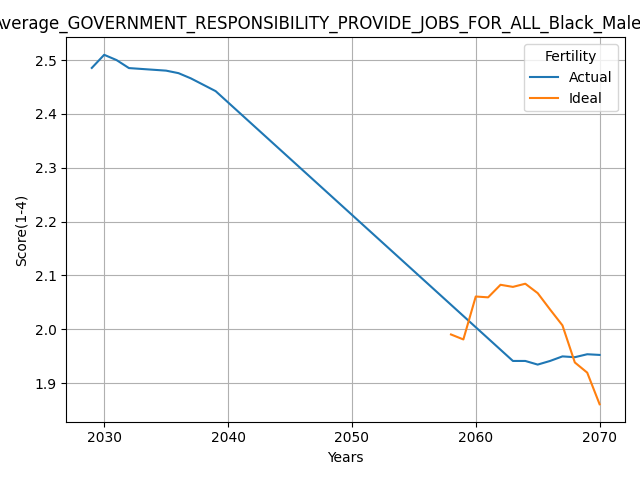 Average_GOVERNMENT_RESPONSIBILITY_PROVIDE_JOBS_FOR_ALL_Black_Male
Fertility
Actual
Ideal
2.5
2.4
2.3
2.2
2.1
2.0
1.9
Score(1-4)
2030
2040
2050
2060
2070
Years